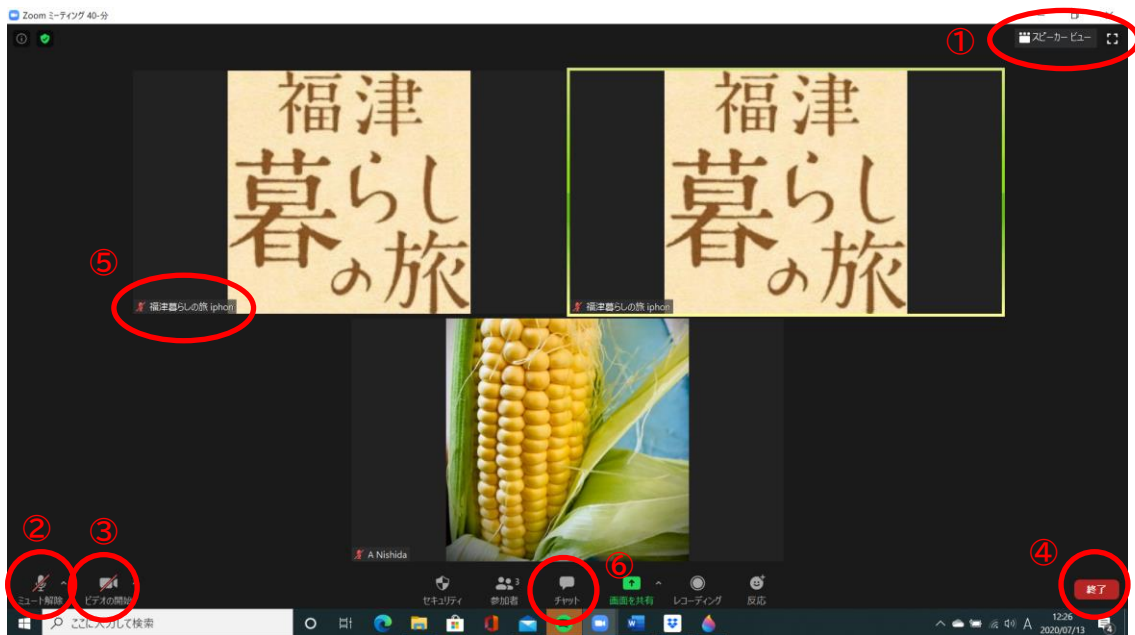 Zoom ミーティング 40-分
①
スピーカー ビュー
福津
暮らし
の旅
福津
暮らし
の旅
⑤
福津暮らしの旅 iphon
福津暮らしの旅 iphon
A Nishida
②
③
⑥
④
ミュート解除
ビデオの開始
セキュリティ
参加者
3
チャット
画面を共有
レコーディング
反応
終了
ここに入力して検索
A
12:26
2020/07/13
4